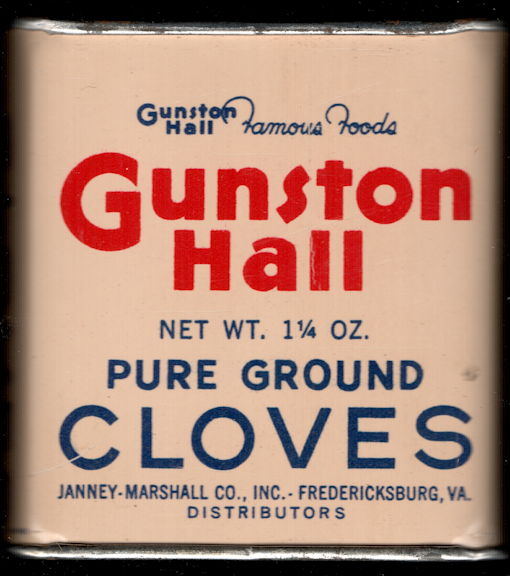 Gunston Hall Famous Foods
Gunston
Hall
NET WT. 1¼ OZ.
PURE GROUND
CLOVES
JANNEY-MARSHALL CO., INC. - FREDERICKSBURG, VA.
DISTRIBUTORS